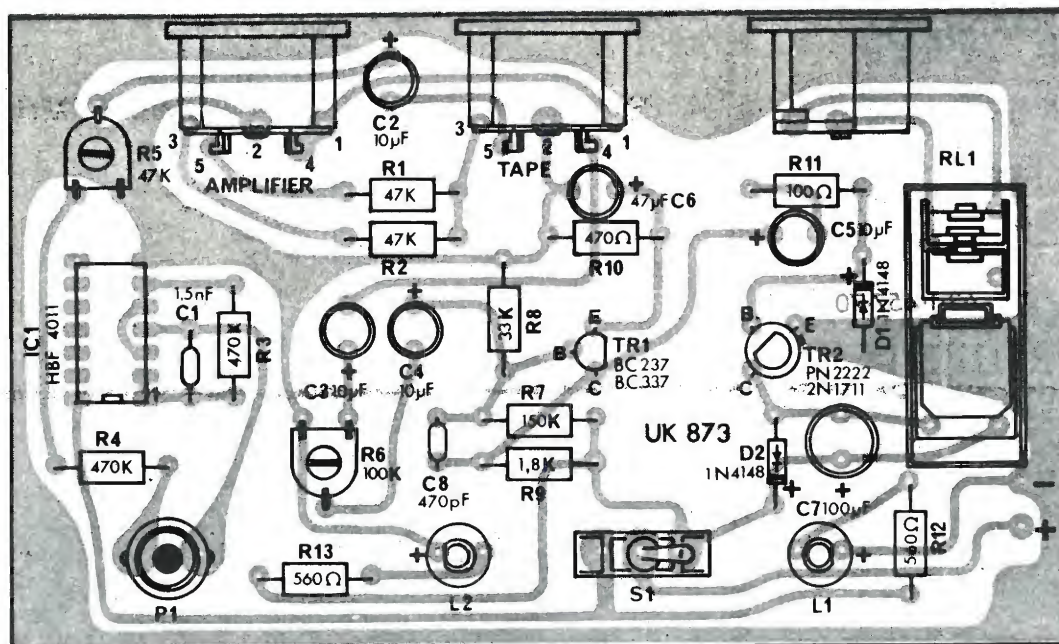 C2
10µF
3 5 2 4 1
AMPLIFIER
3 5 2 4 1
TAPE
R5
47K
R1
47K
47K
R2
47µF C6
470Ω
R10
R11
100Ω
RL1
C5 10µF
D1 1N4148
IC1
HBF 4011
1
1,5nF
C1
470K
R3
33K
R8
C3 10µF
C4
10µF
E
B
C
TR1
BC 237
BC 337
B
E
C
TR2
PN2222
2N1711
R4
470K
R6
100K
C8
470pF
R7
150K
1,8K
R9
UK 873
D2
1N4148
C7 100µF
R12
560Ω
P1
R13
560Ω
L2
S1
L1